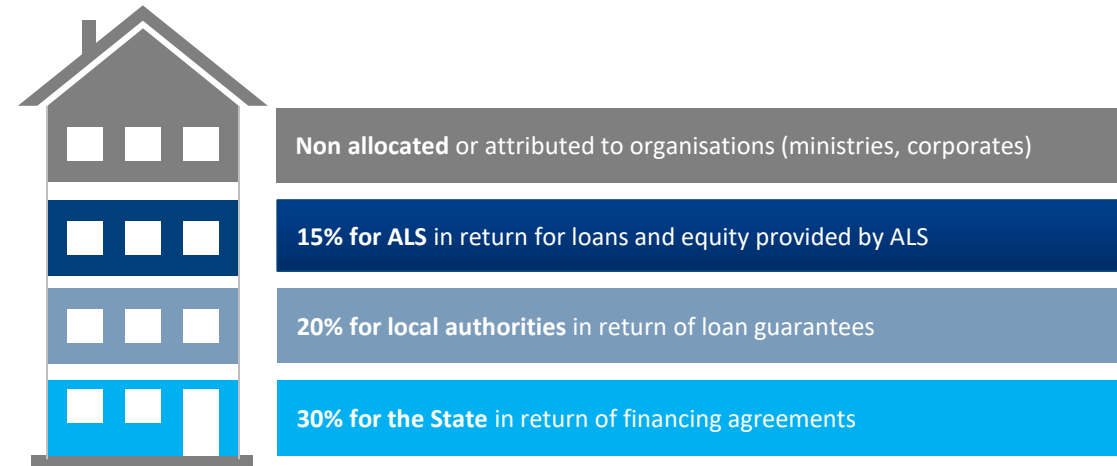 Non allocated or attributed to organisations (ministries, corporates)
15% for ALS in return for loans and equity provided by ALS
20% for local authorities in return of loan guarantees
30% for the State in return of financing agreements